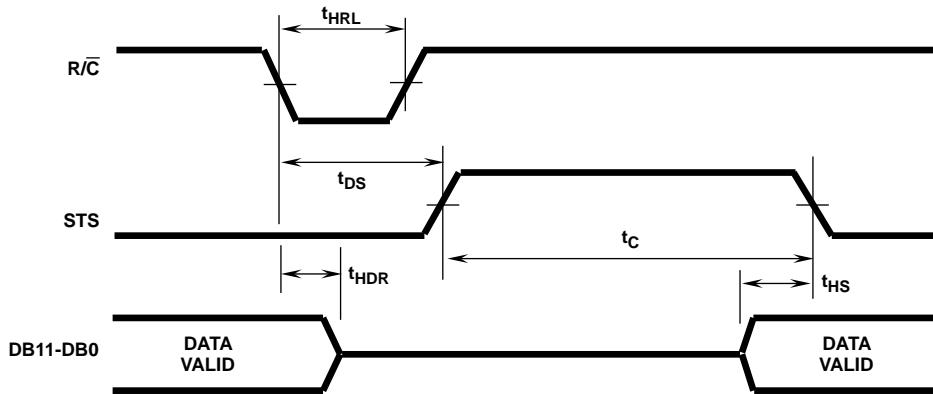 tHRL
R/C̅
tDS
STS
tC
tHDR
tHS
DB11-DB0
DATA
VALID
DATA
VALID